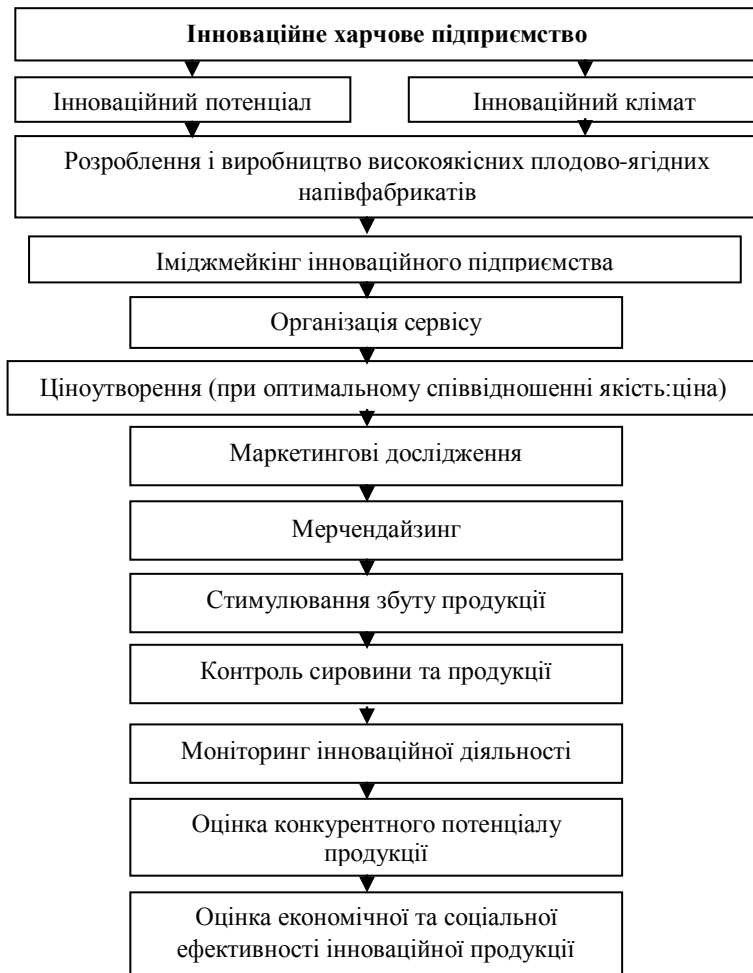 Інноваційне харчове підприємство
Інноваційний потенціал
Інноваційний клімат
Розроблення і виробництво високоякісних плодово-ягідних
напівфабрикатів
Іміджмейкінг інноваційного підприємства
Організація сервісу
Ціноутворення (при оптимальному співвідношенні якість:ціна)
Маркетингові дослідження
Мерчендайзинг
Стимулювання збуту продукції
Контроль сировини та продукції
Моніторинг інноваційної діяльності
Оцінка конкурентного потенціалу
продукції
Оцінка економічної та соціальної
ефективності інноваційної продукції